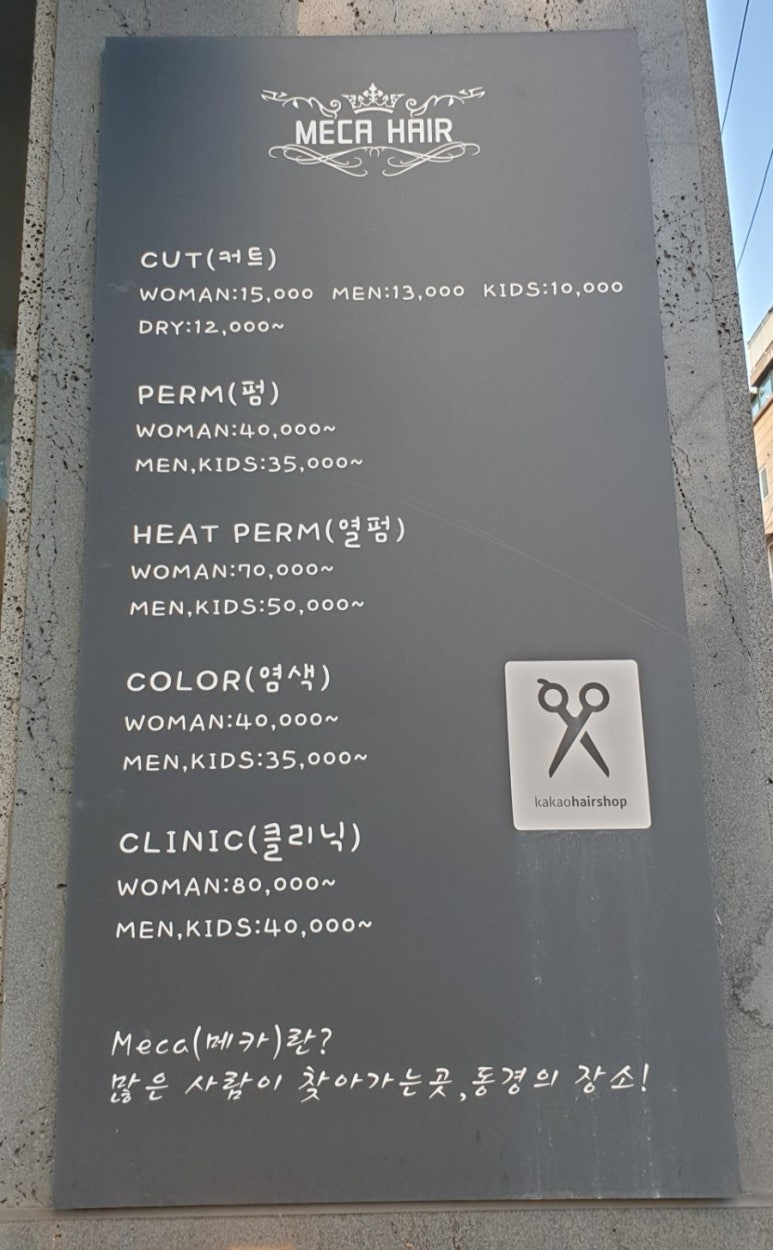 MECA HAIR
CUT(커트)
WOMAN:15,000 MEN:13,000 KIDS:10,000
DRY:12,000~
PERM(펌)
WOMAN:40,000~
MEN,KIDS:35,000~
HEAT PERM(열펌)
WOMAN:70,000~
MEN,KIDS:50,000~
COLOR(염색)
WOMAN:40,000~
MEN,KIDS:35,000~
kakaohairshop
CLINIC(클리닉)
WOMAN:80,000~
MEN,KIDS:40,000~
Meca(메카)란?
많은 사람이 찾아가는곳,동경의 장소!